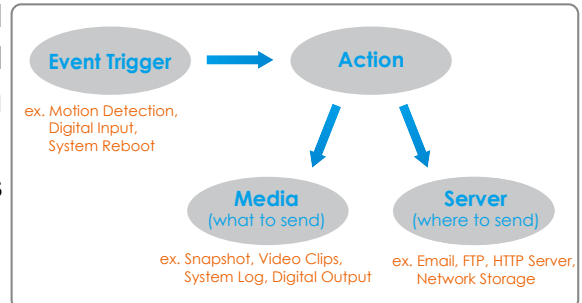 Event Trigger
Action
ex. Motion Detection,
Digital Input,
System Reboot
Media
(what to send)
Server
(where to send)
ex. Snapshot, Video Clips,
System Log, Digital Output
ex. Email, FTP, HTTP Server,
Network Storage